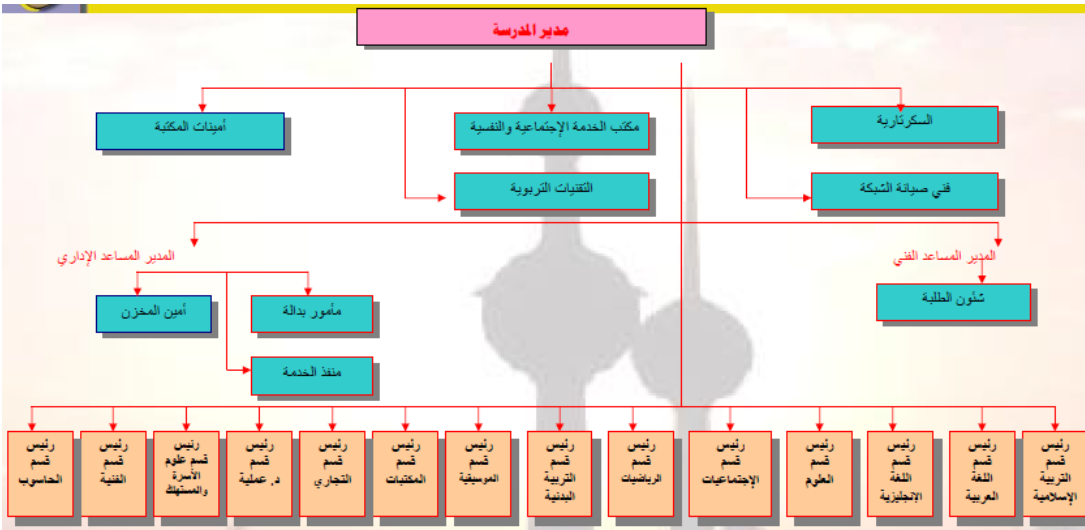 مدير المدرسة
السكرتارية
مكتب الخدمة الإجتماعية والنفسية
أمينات المكتبة
فني صيانة الشبكة
التقنيات التربوية
المدير المساعد الفني
المدير المساعد الإداري
شئون الطلبة
مأمور بدالة
أمين المخزن
منفذ الخدمة
رئيس
قسم
التربية
الإسلامية
رئيس
قسم
اللغة
العربية
رئيس
قسم
اللغة
الإنجليزية
رئيس
قسم
العلوم
رئيس
قسم
الإجتماعيات
رئيس
قسم
الرياضيات
رئيس
قسم
التربية
البدنية
رئيس
قسم
الموسيقية
رئيس
قسم
المكتبات
رئيس
قسم
التجاري
رئيس
قسم
د. عملية
رئيس
قسم علوم
الأسرة
والمستهلك
رئيس
قسم
الفنية
رئيس
قسم
الحاسوب